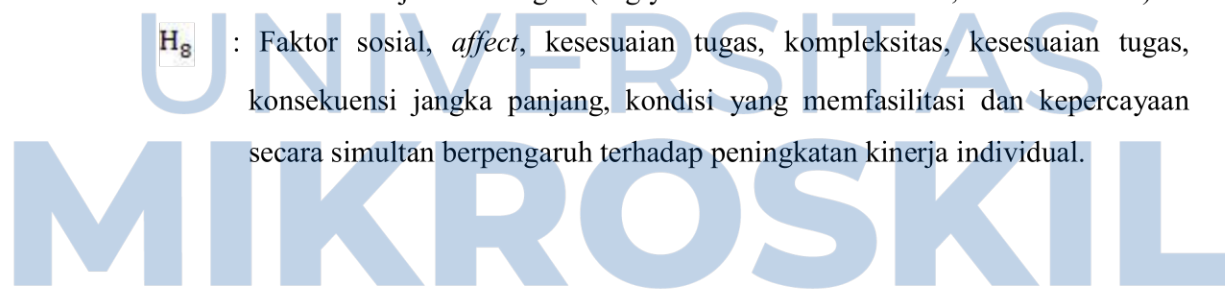 UNIVERSITAS
H₈ : Faktor sosial, affect, kesesuaian tugas, kompleksitas, kesesuaian tugas,
konsekuensi jangka panjang, kondisi yang memfasilitasi dan kepercayaan
secara simultan berpengaruh terhadap peningkatan kinerja individual.
MIKROSKIL